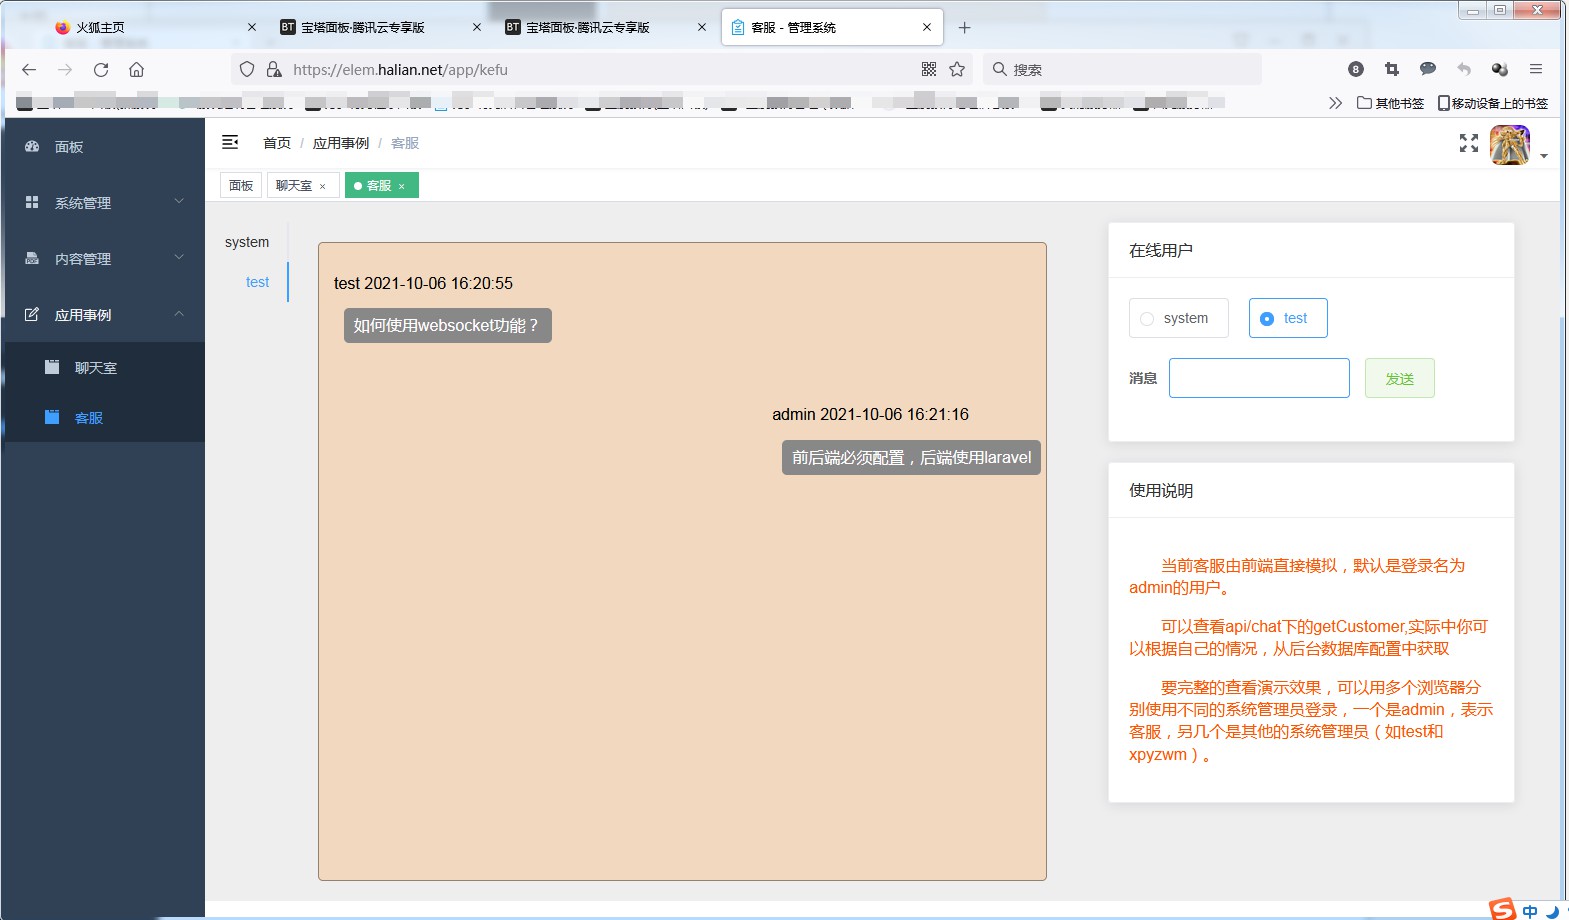 火狐主页
BT 宝塔面板·腾讯云专享版
BT 宝塔面板·腾讯云专享版
客服 - 管理系统
https://elem.halian.net/app/kefu
搜索
8
其他书签
移动设备上的书签
面板
系统管理
内容管理
应用事例
聊天室
客服
首页 / 应用事例 / 客服
面板
聊天室
客服
system
test
test 2021-10-06 16:20:55
如何使用websocket功能？
admin 2021-10-06 16:21:16
前后端必须配置，后端使用laravel
在线用户
system
test
消息
发送
使用说明
当前客服由前端直接模拟，默认是登录名为
admin的用户。
可以查看api/chat下的getCustomer,实际中你可
以根据自己的情况，从后台数据库配置中获取
要完整的查看演示效果，可以用多个浏览器分
别使用不同的系统管理员登录，一个是admin，表示
客服，另几个是其他的系统管理员（如test和
xpyzwm）。
中